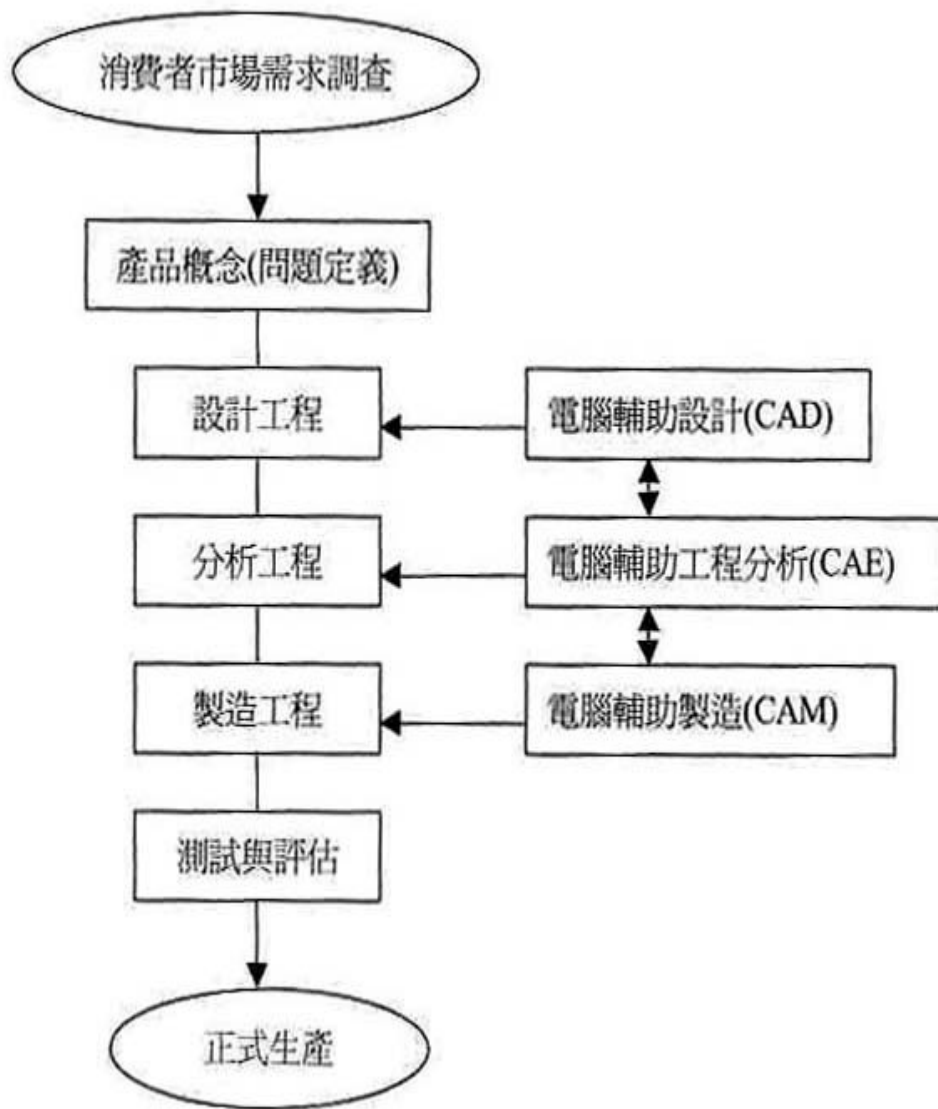 消費者市場需求調查
產品概念(問題定義)
設計工程
電腦輔助設計(CAD)
分析工程
電腦輔助工程分析(CAE)
製造工程
電腦輔助製造(CAM)
測試與評估
正式生產